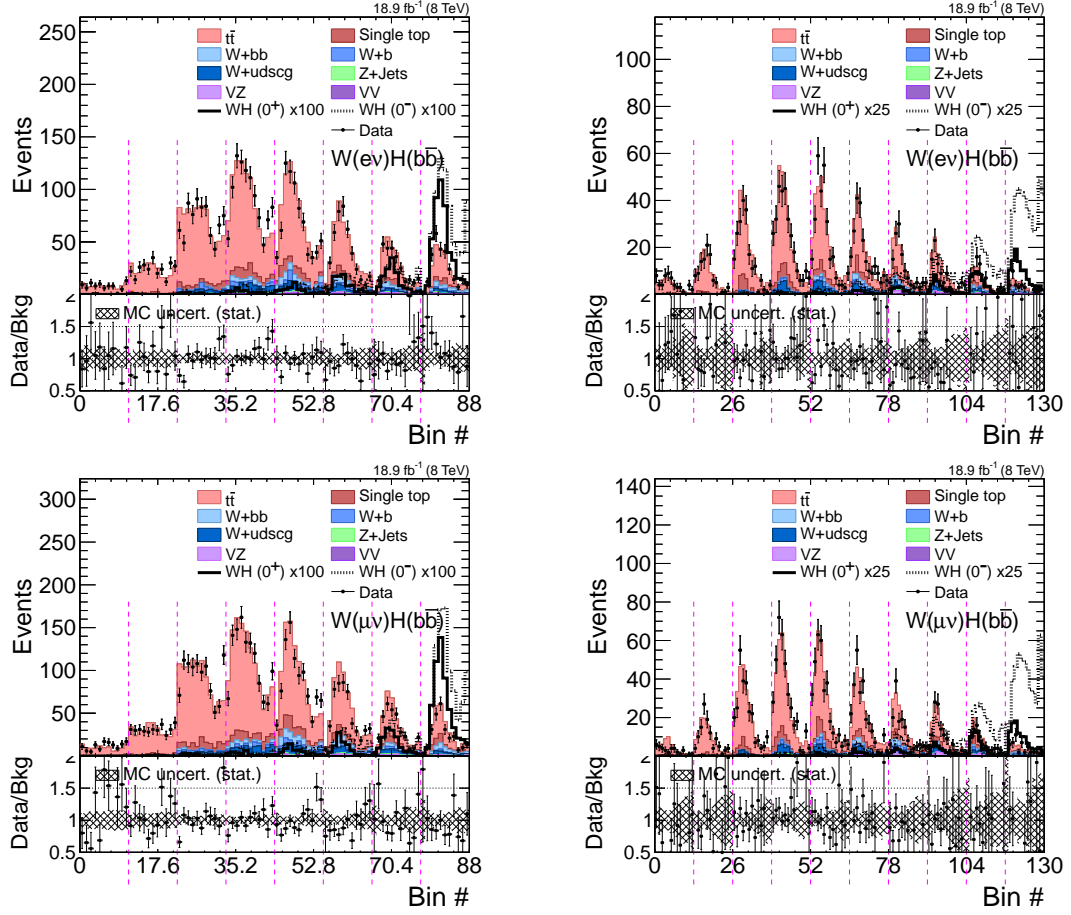 18.9 fb⁻¹ (8 TeV)
250
200
150
100
50
Events
tt̄
Single top
W+bb
W+b
W+udscg
Z+Jets
VZ
VV
WH (0⁺) x100
WH (0⁻) x100
Data
W(eν)H(bb̄)
2
1.5
1
0.5
Data/Bkg
MC uncert. (stat.)
0 17.6 35.2 52.8 70.4 88
Bin #
18.9 fb⁻¹ (8 TeV)
100
80
60
40
20
Events
tt̄
Single top
W+bb
W+b
W+udscg
Z+Jets
VZ
VV
WH (0⁺) x25
WH (0⁻) x25
Data
W(eν)H(bb̄)
2
1.5
1
0.5
Data/Bkg
MC uncert. (stat.)
0 26 52 78 104 130
Bin #
18.9 fb⁻¹ (8 TeV)
300
250
200
150
100
50
Events
tt̄
Single top
W+bb
W+b
W+udscg
Z+Jets
VZ
VV
WH (0⁺) x100
WH (0⁻) x100
Data
W(μν)H(bb̄)
2
1.5
1
0.5
Data/Bkg
MC uncert. (stat.)
0 17.6 35.2 52.8 70.4 88
Bin #
18.9 fb⁻¹ (8 TeV)
140
120
100
80
60
40
20
Events
tt̄
Single top
W+bb
W+b
W+udscg
Z+Jets
VZ
VV
WH (0⁺) x25
WH (0⁻) x25
Data
W(μν)H(bb̄)
2
1.5
1
0.5
Data/Bkg
MC uncert. (stat.)
0 26 52 78 104 130
Bin #